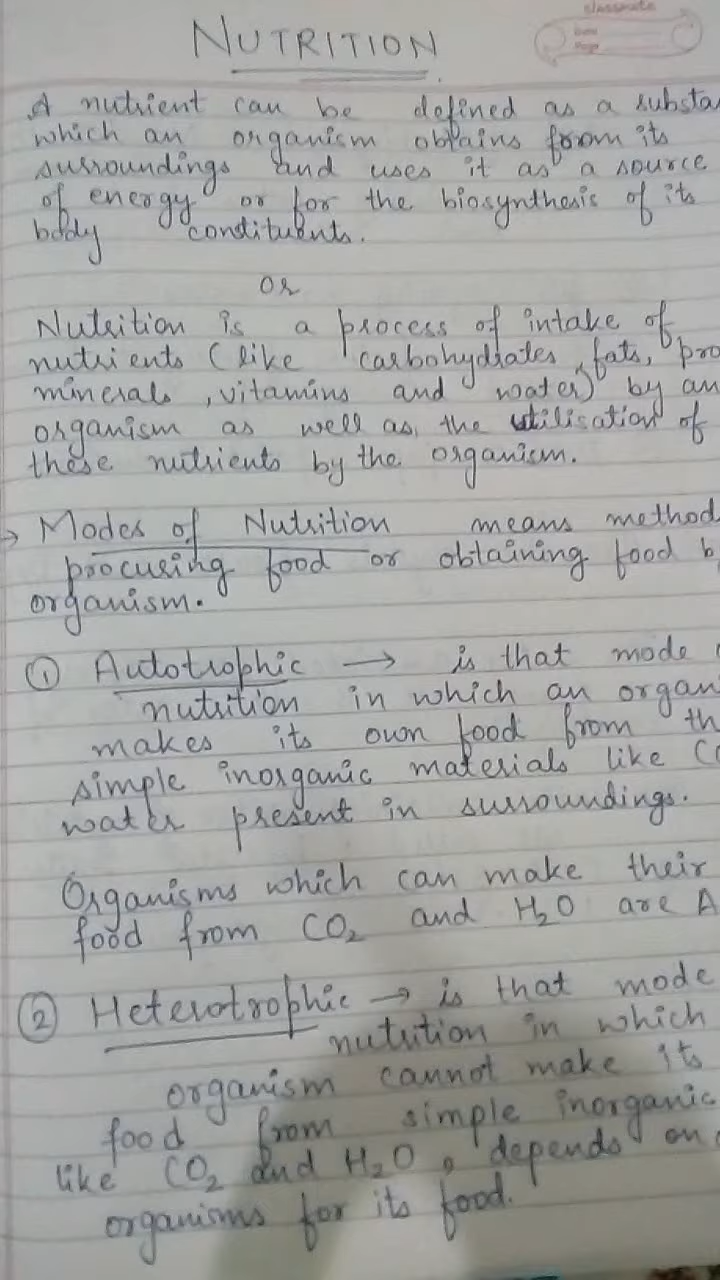 classmate
Date
Page
NUTRITION
A nutrient can be defined as a substa
which an organism obtains from its
surroundings and uses it as a source
of energy or for the biosynthesis of its
body constituents.
or
Nutrition is a process of intake of
nutrients (like carbohydrates, fats, pro
minerals, vitamins and water) by an
organism as well as, the utilisation of
these nutrients by the organism.
→ Modes of Nutrition means method
procuring food or obtaining food b
organism.
① Autotrophic → is that mode
nutrition in which an organi
makes its own food from th
simple inorganic materials like C
water present in surroundings.
Organisms which can make their
food from CO₂ and H₂O are A
② Heterotrophic → is that mode
nutrition in which
organism cannot make its
food from simple inorganic
like CO₂ and H₂O, depends on
organisms for its food.